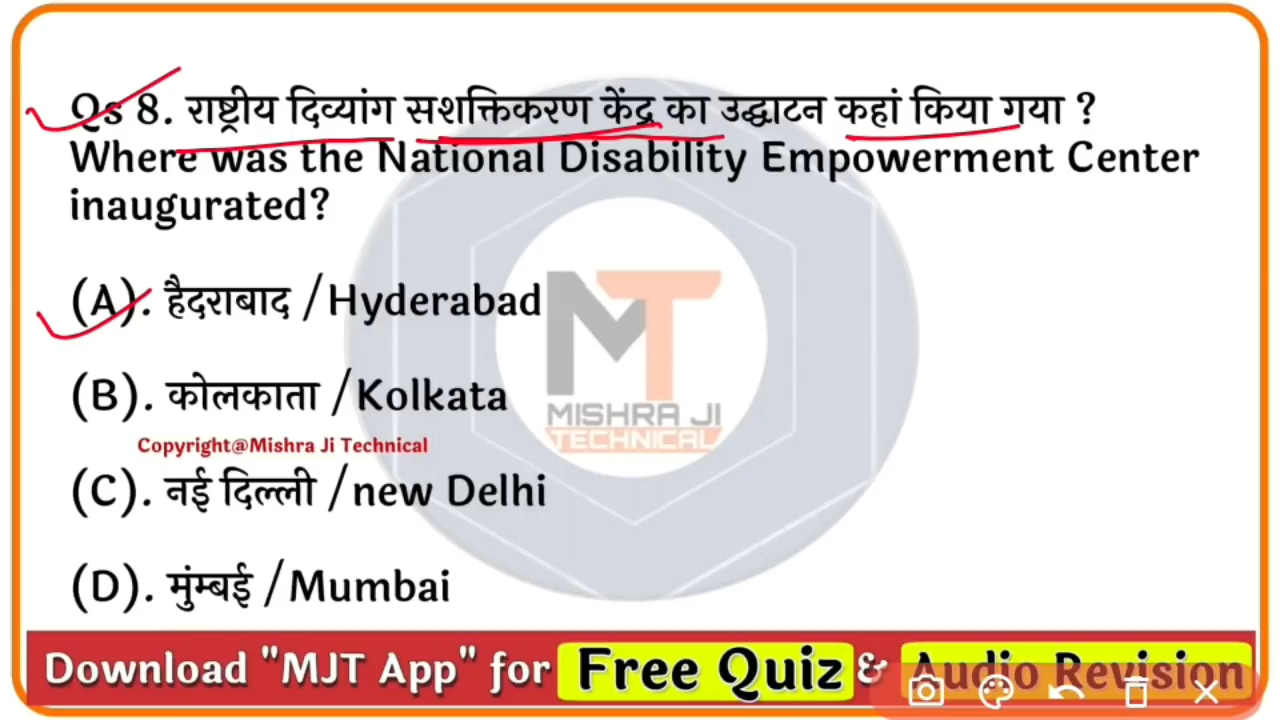 Qs 8. राष्ट्रीय दिव्यांग सशक्तिकरण केंद्र का उद्घाटन कहां किया गया ?
Where was the National Disability Empowerment Center
inaugurated?
(A). हैदराबाद /Hyderabad
(B). कोलकाता /Kolkata
Copyright@Mishra Ji Technical
(C). नई दिल्ली /new Delhi
(D). मुंम्बई /Mumbai
MT
MISHRA JI
TECHNICAL
Download "MJT App" for Free Quiz & Audio Revision